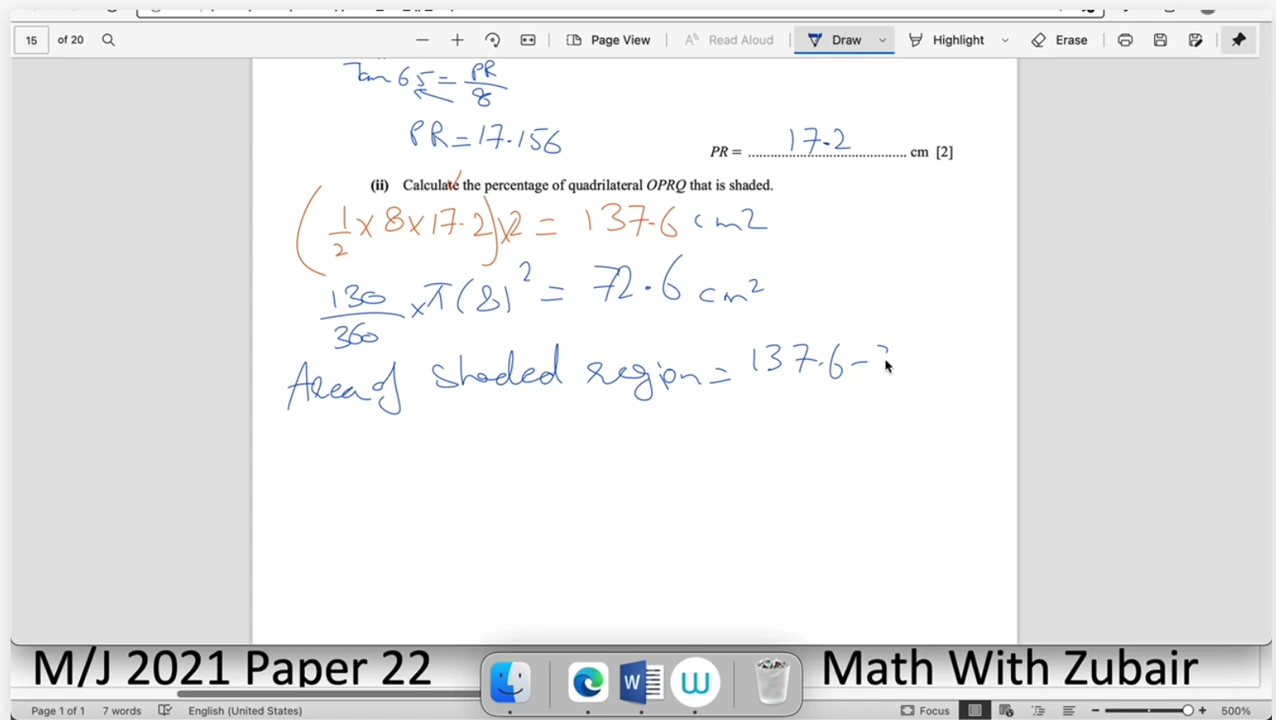 15 of 20 Page View Read Aloud Draw Highlight Erase
Tan 65 = PR/8
PR = 17.156
PR = 17.2 cm [2]
(ii) Calculate the percentage of quadrilateral OPRQ that is shaded.
(1/2 × 8 × 17.2) × 2 = 137.6 cm2
130/360 × π(8)² = 72.6 cm²
Area of shaded region = 137.6 -
M/J 2021 Paper 22
W
Math With Zubair
Page 1 of 1 7 words English (United States) Focus 500%